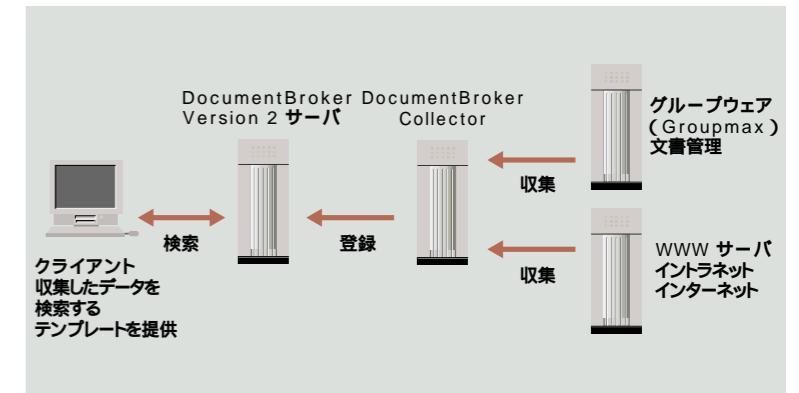 DocumentBroker
Version 2 サーバ
DocumentBroker
Collector
グループウェア
(Groupmax)
文書管理
収集
検索
登録
収集
クライアント
収集したデータを
検索する
テンプレートを提供
WWW サーバ
イントラネット
インターネット